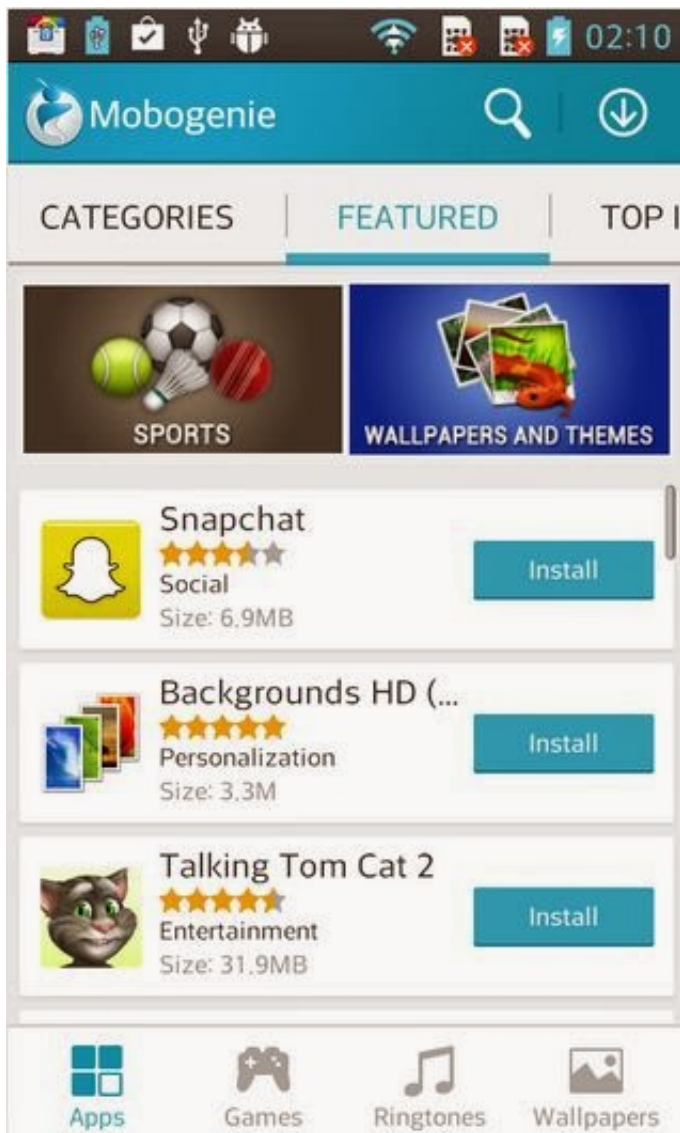 02:10
Mobogenie
CATEGORIES FEATURED TOP I
SPORTS WALLPAPERS AND THEMES
Snapchat
Social
Size: 6.9MB
Install
Backgrounds HD (...
Personalization
Size: 3.3M
Install
Talking Tom Cat 2
Entertainment
Size: 31.9MB
Install
Apps Games Ringtones Wallpapers